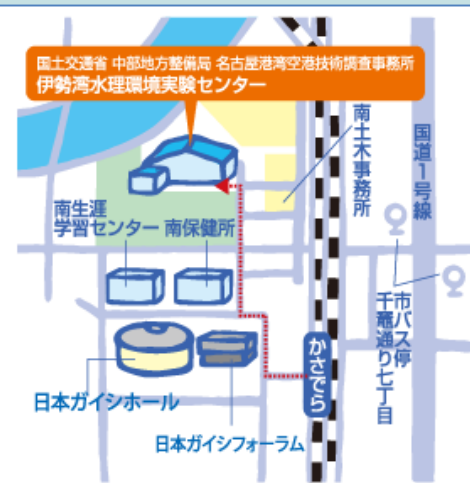 国土交通省 中部地方整備局 名古屋港湾空港技術調査事務所
伊勢湾水理環境実験センター
南土木事務所
国道1号線
南生涯
学習センター
南保健所
市バス停
千竈通り七丁目
かさでら
日本ガイシホール
日本ガイシフォーラム